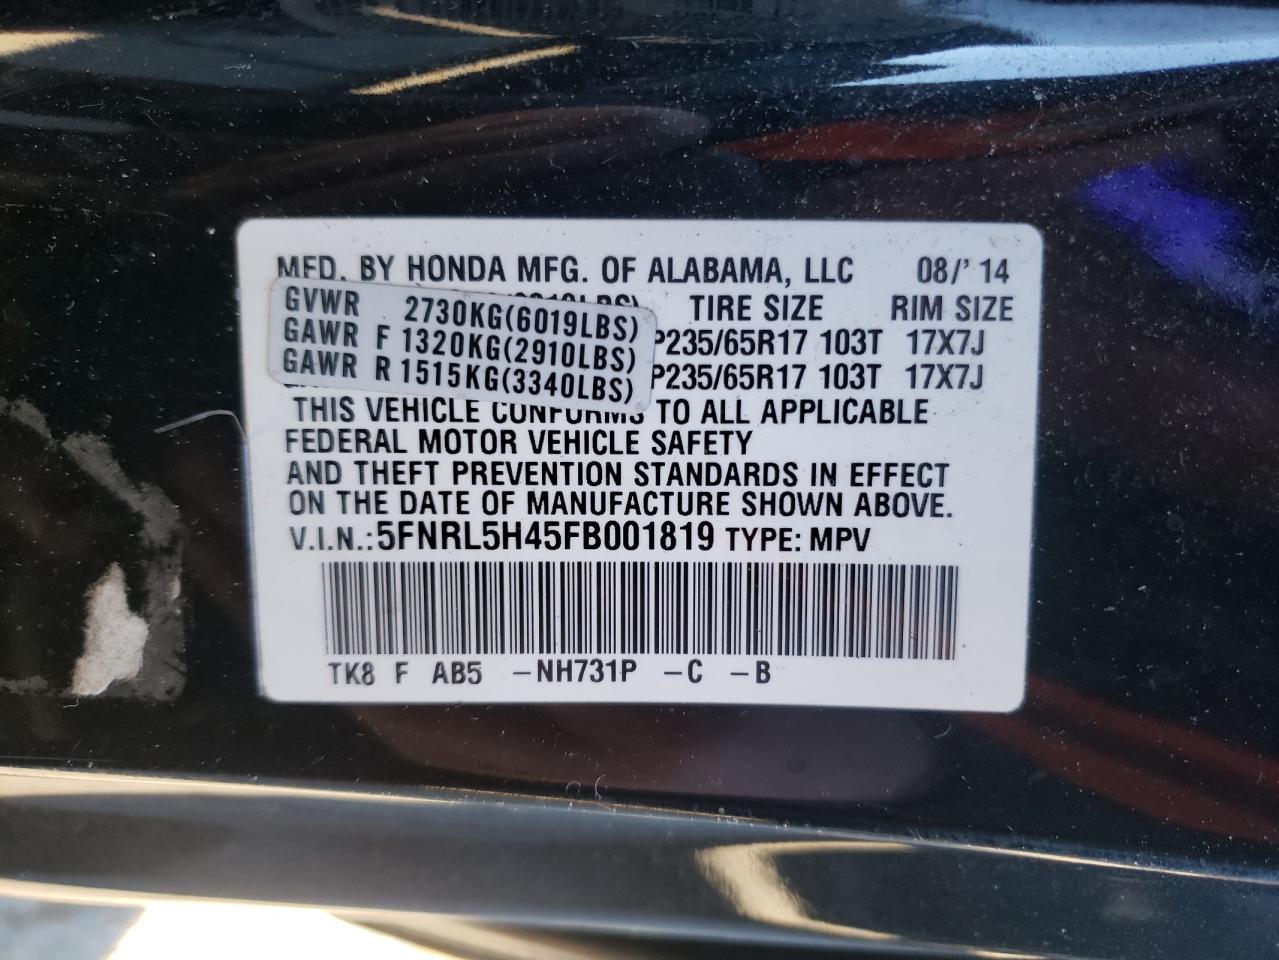 MFD. BY HONDA MFG. OF ALABAMA, LLC 08/'14
TIRE SIZE RIM SIZE
GVWR 2730KG(6019LBS)
GAWR F 1320KG(2910LBS) P235/65R17 103T 17X7J
GAWR R 1515KG(3340LBS) P235/65R17 103T 17X7J
THIS VEHICLE CONFORMS TO ALL APPLICABLE
FEDERAL MOTOR VEHICLE SAFETY
AND THEFT PREVENTION STANDARDS IN EFFECT
ON THE DATE OF MANUFACTURE SHOWN ABOVE.
V.I.N.:5FNRL5H45FB001819 TYPE: MPV
TK8 F AB5 -NH731P -C -B